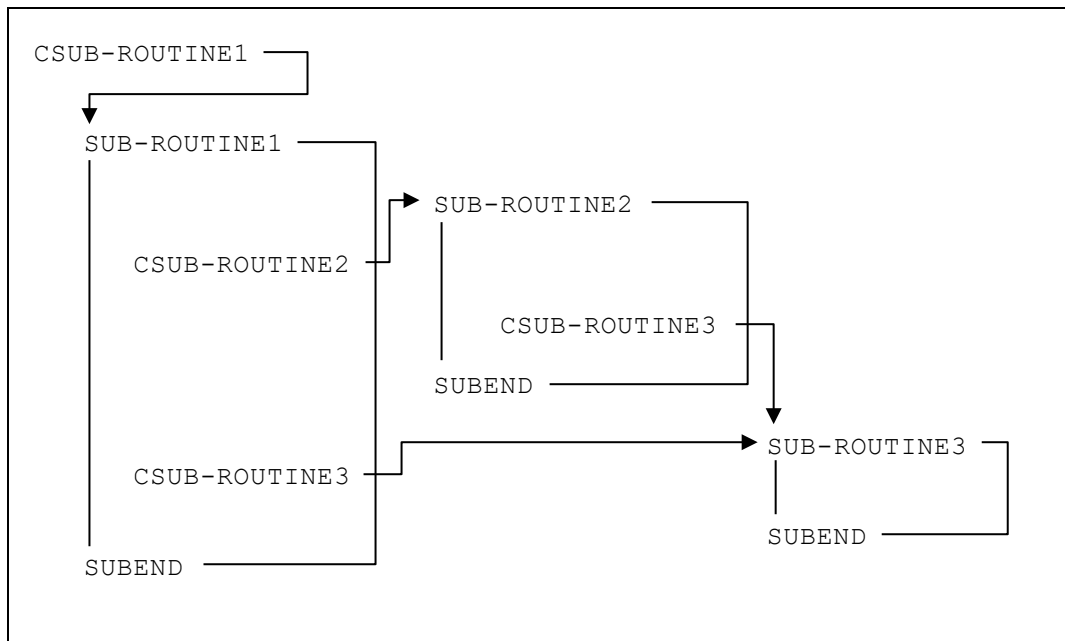 CSUB-ROUTINE1
SUB-ROUTINE1
SUB-ROUTINE2
CSUB-ROUTINE2
CSUB-ROUTINE3
SUBEND
SUB-ROUTINE3
CSUB-ROUTINE3
SUBEND
SUBEND